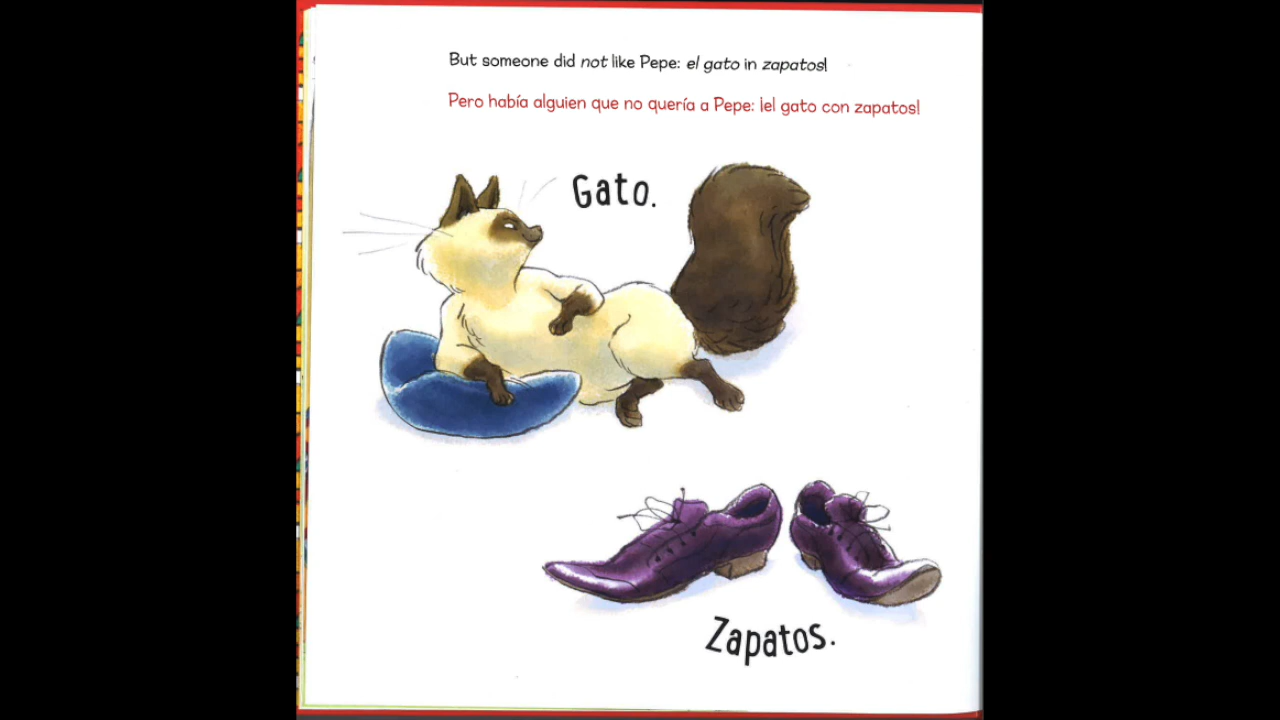 But someone did not like Pepe: el gato in zapatos!
Pero había alguien que no quería a Pepe: ¡el gato con zapatos!
Gato.
Zapatos.